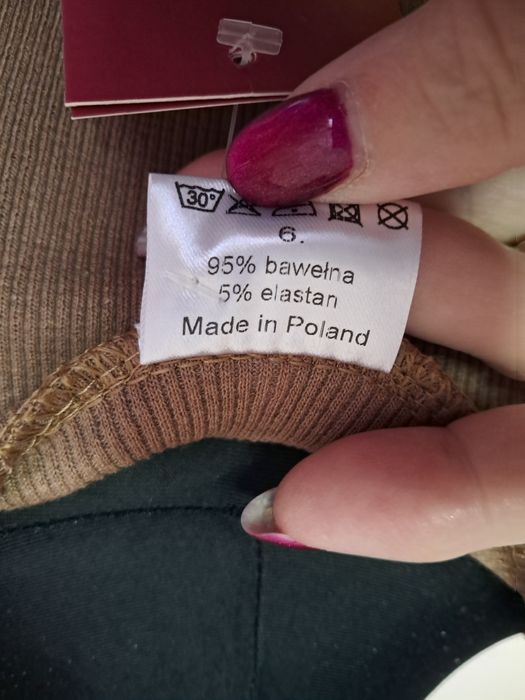 30°
6.
95% bawełna
5% elastan
Made in Poland